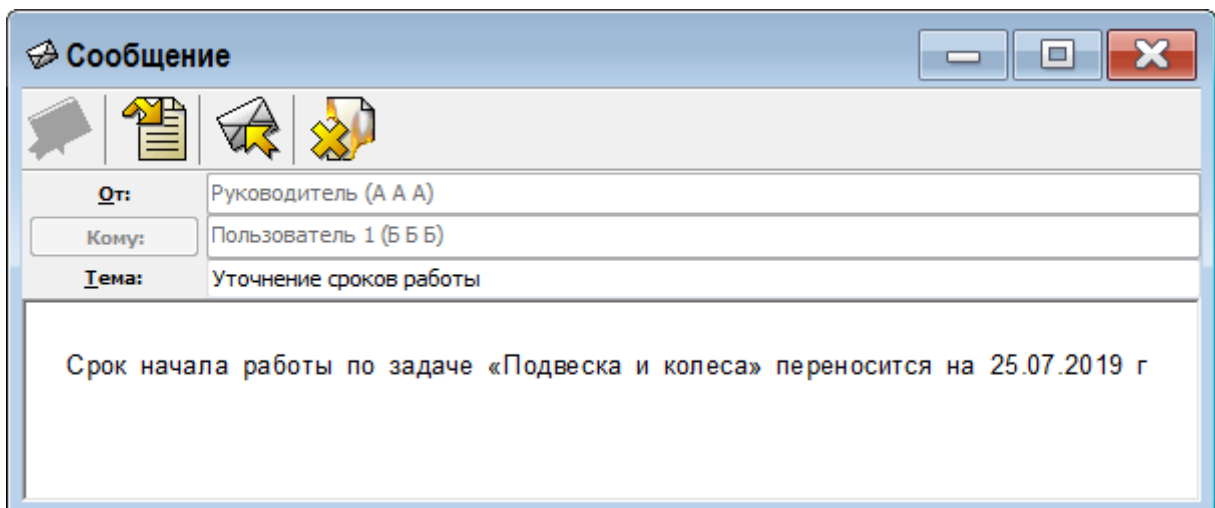 Сообщение
От: Руководитель (А А А)
Кому: Пользователь 1 (Б Б Б)
Тема: Уточнение сроков работы
Срок начала работы по задаче «Подвеска и колеса» переносится на 25.07.2019 г